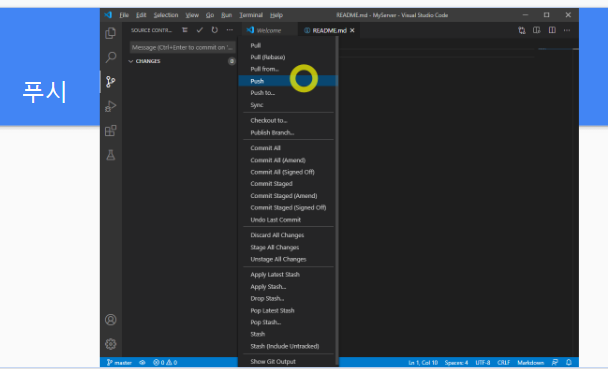 File Edit Selection View Go Run Terminal Help README.md - MyServer - Visual Studio Code
SOURCE CONTR... Welcome README.md
Message (Ctrl+Enter to commit on '...
CHANGES
푸시
Pull
Pull (Rebase)
Pull from...
Push
Push to...
Sync
Checkout to...
Publish Branch...
Commit All
Commit All (Amend)
Commit All (Signed Off)
Commit Staged
Commit Staged (Amend)
Commit Staged (Signed Off)
Undo Last Commit
Discard All Changes
Stage All Changes
Unstage All Changes
Apply Latest Stash
Apply Stash...
Drop Stash...
Pop Latest Stash
Pop Stash...
Stash
Stash (Include Untracked)
Show Git Output
master 0 0 Ln 1, Col 10 Spaces: 4 UTF-8 CRLF Markdown